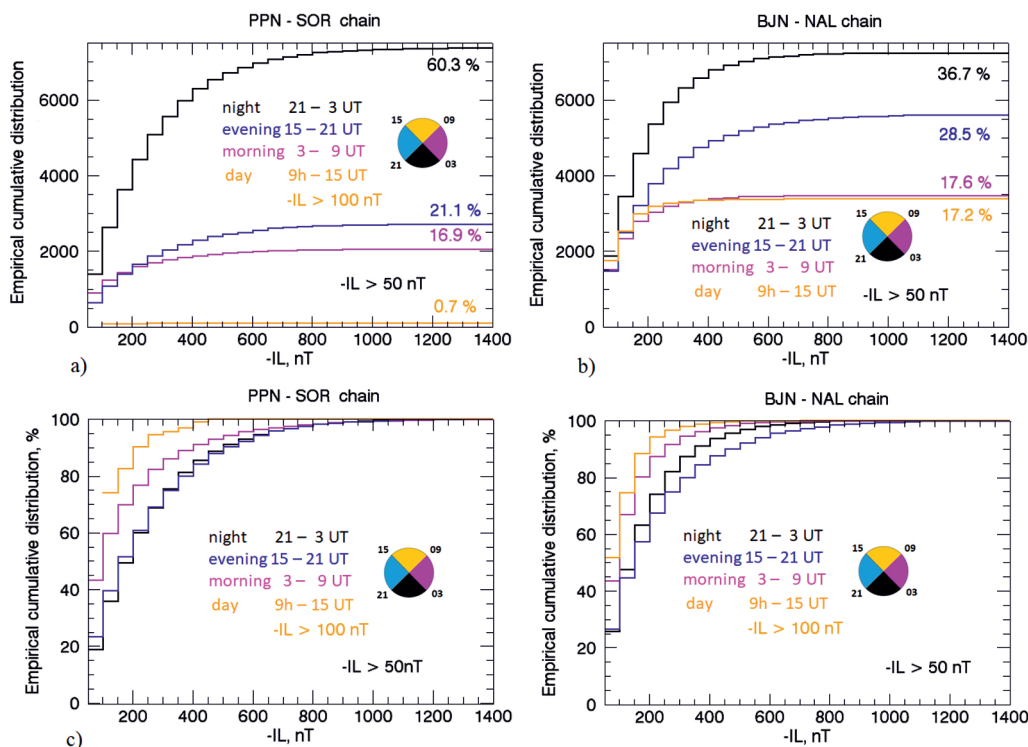 PPN - SOR chain
Empirical cumulative distribution
6000
4000
2000
0
60.3 %
night 21 – 3 UT
evening 15 – 21 UT
morning 3 – 9 UT
day 9h – 15 UT
-IL > 100 nT
15 09
21 03
21.1 %
16.9 %
-IL > 50 nT
0.7 %
200 400 600 800 1000 1200 1400
a) -IL, nT
BJN - NAL chain
Empirical cumulative distribution
6000
4000
2000
0
36.7 %
28.5 %
17.6 %
17.2 %
night 21 – 3 UT
evening 15 – 21 UT
morning 3 – 9 UT
day 9h – 15 UT
15 09
21 03
-IL > 50 nT
200 400 600 800 1000 1200 1400
b) -IL, nT
PPN - SOR chain
Empirical cumulative distribution, %
100
80
60
40
20
0
night 21 – 3 UT
evening 15 – 21 UT
morning 3 – 9 UT
day 9h – 15 UT
-IL > 100 nT
15 09
21 03
-IL > 50nT
200 400 600 800 1000 1200 1400
c) -IL, nT
BJN - NAL chain
Empirical cumulative distribution, %
100
80
60
40
20
0
night 21 – 3 UT
evening 15 – 21 UT
morning 3 – 9 UT
day 9h – 15 UT
-IL > 100 nT
15 09
21 03
-IL > 50 nT
200 400 600 800 1000 1200 1400
-IL, nT